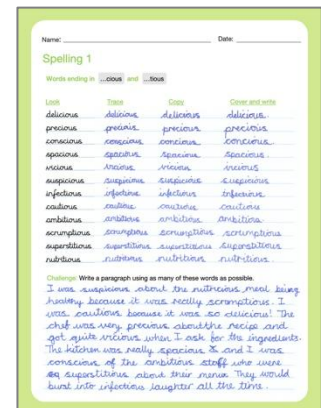 Name: Date:
Spelling 1
Words ending in ...cious and ...tious
Look Trace Copy Cover and write
delicious delicious delicious delicious.
precious precious precious precious.
conscious conscious concious concious.
spacious spacious spacious spacious.
vicious vicious vicious vicious
suspicious suspicious suspicious suspicious
infectious infectious infectious infectious.
cautious cautious cautious cautious
ambitious ambitious ambitious ambitious
scrumptious scrumptious scrumptious scrumptious
superstitious superstitious superstitious superstitious
nutritious nutritious nutritious nutritious.
Challenge: Write a paragraph using as many of these words as possible.
I was suspicious about the nuthricious meal being
healthy because it was really scromptious. I
was cautious because it was so delicious! The
chef was very precious about the recipe and
got quite vicious when I ask for the ingredients.
The kitchen was really spacious and I was
conscious of the ambitious staff who were
superstitious about their menu. They would
burst into infectious laughter all the time.